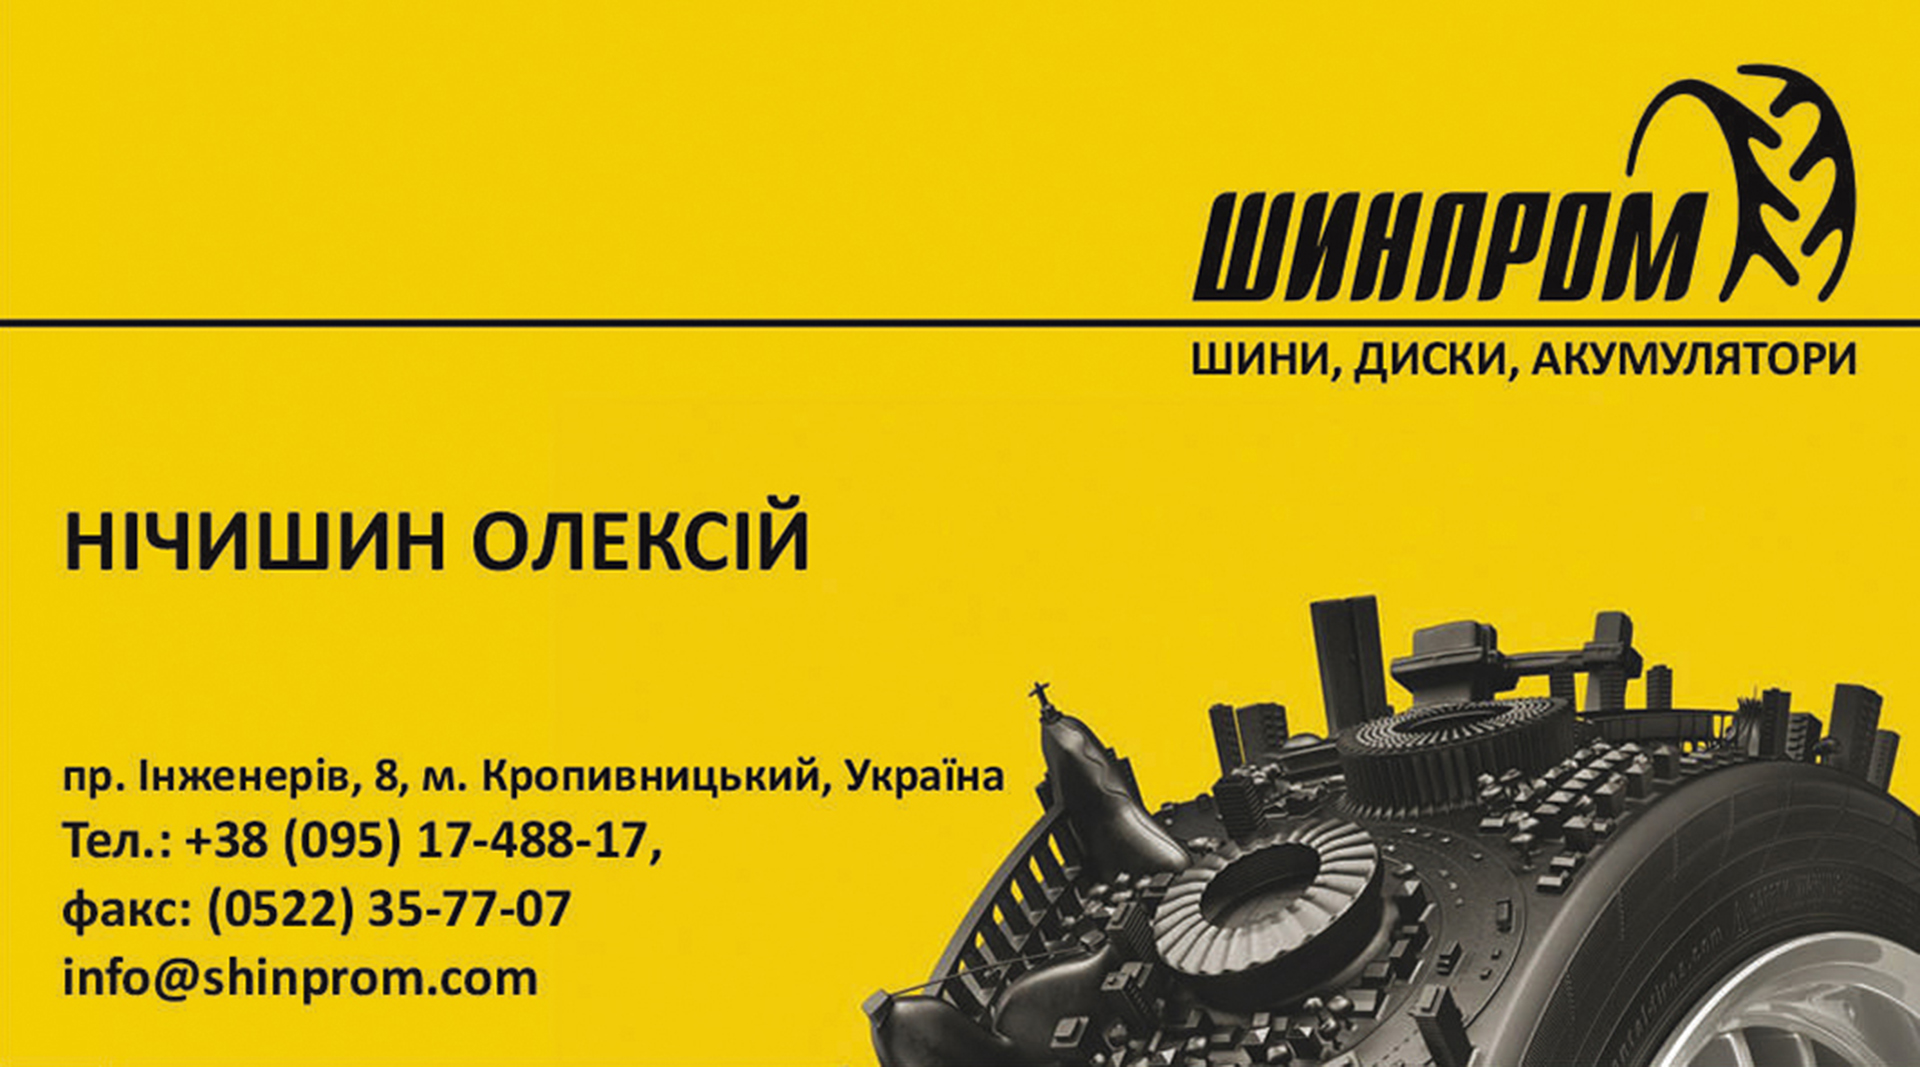 ШИНПРОМ
ШИНИ, ДИСКИ, АКУМУЛЯТОРИ
НІЧИШИН ОЛЕКСІЙ
пр. Інженерів, 8, м. Кропивницький, Україна
Тел.: +38 (095) 17-488-17,
факс: (0522) 35-77-07
info@shinprom.com